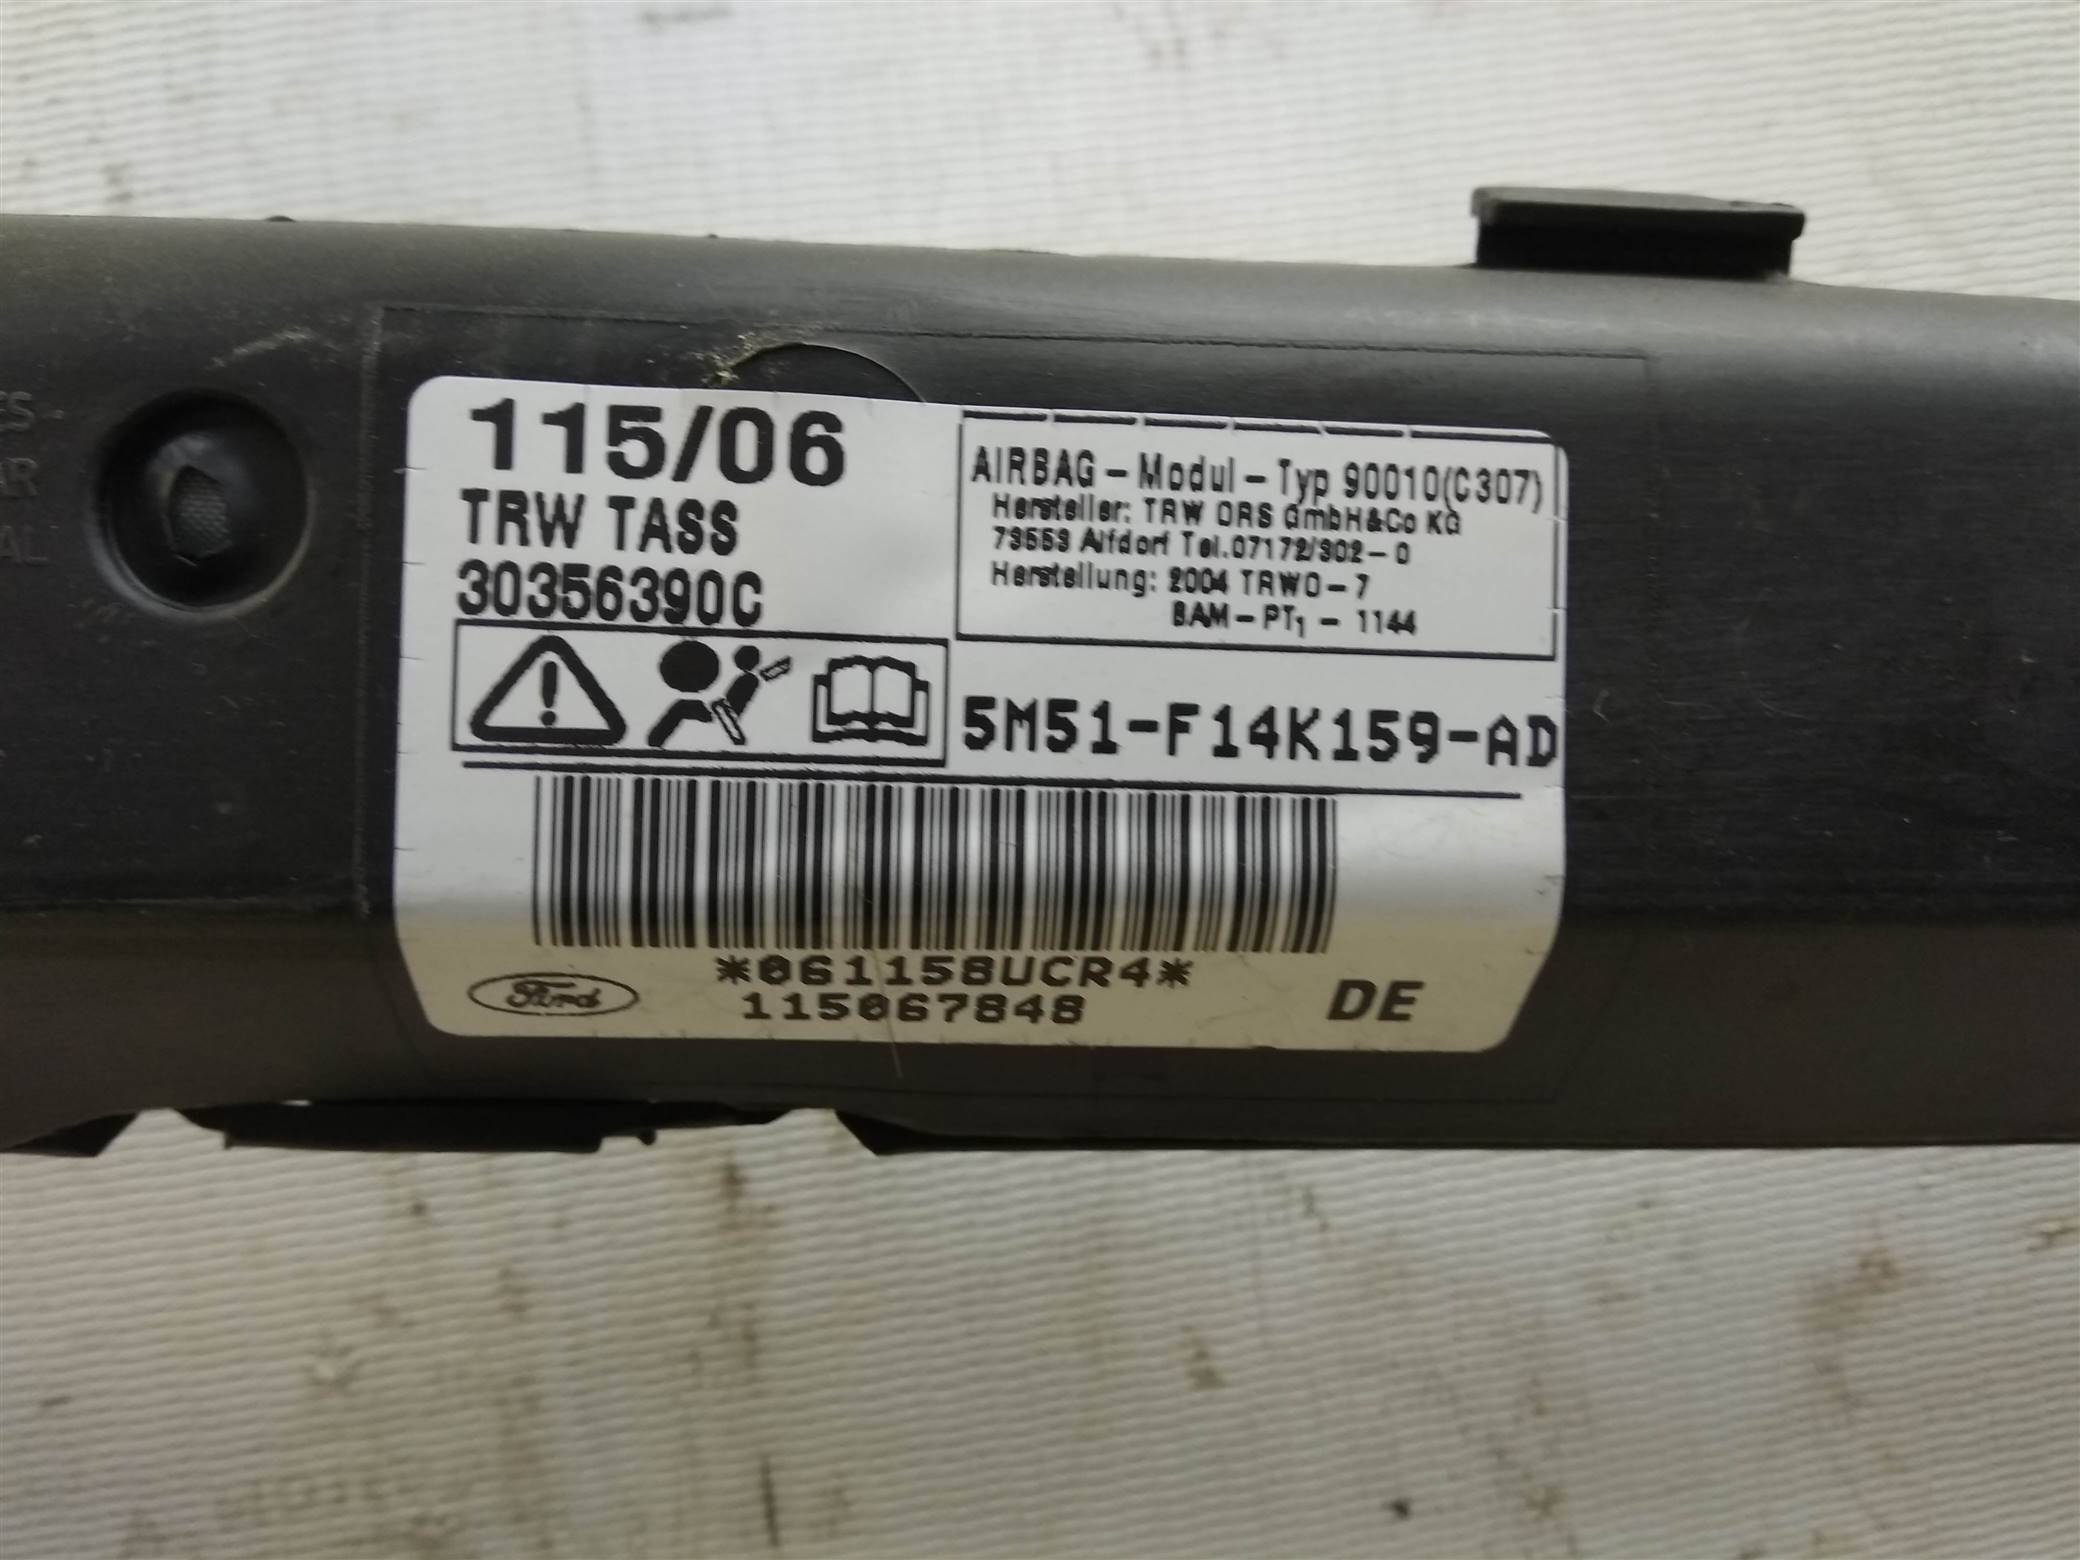 115/06
TRW TASS
30356390C
AIRBAG - Modul - Typ 90010(C307)
Hersteller: TRW ORS GmbH&Co KG
73553 Alfdorf Tel.07172/302-0
Herstellung: 2004 TRWO-7
BAM-PT1 - 1144
5M51-F14K159-AD
*061158UCR4*
115067848
Ford
DE